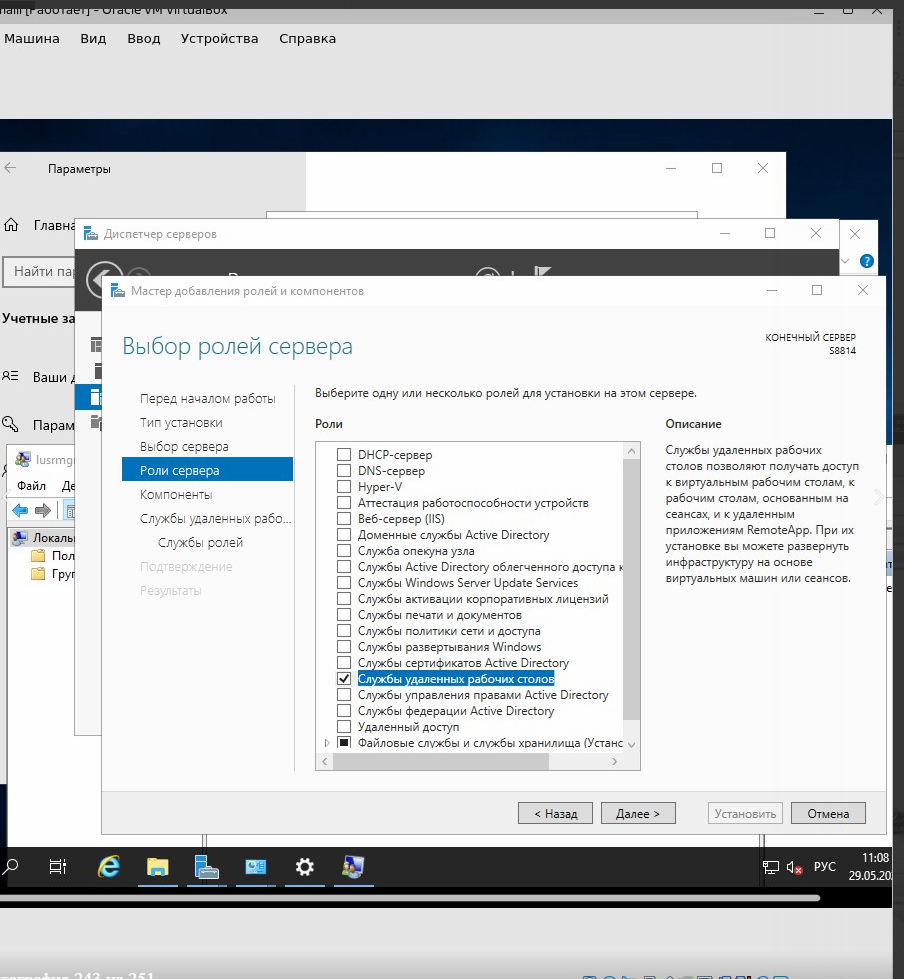 [Работает] - Oracle VM VirtualBox
Машина Вид Ввод Устройства Справка
Параметры
Главна
Диспетчер серверов
Найти пар
Мастер добавления ролей и компонентов
Учетные за
Выбор ролей сервера
КОНЕЧНЫЙ СЕРВЕР
S8814
Ваши д
Парам
lusrmgr
Файл Де
Локалы
Пол
Груг
Перед началом работы
Тип установки
Выбор сервера
Роли сервера
Компоненты
Службы удаленных рабо...
Службы ролей
Подтверждение
Результаты
Выберите одну или несколько ролей для установки на этом сервере.
Роли
DHCP-сервер
DNS-сервер
Hyper-V
Аттестация работоспособности устройств
Веб-сервер (IIS)
Доменные службы Active Directory
Служба опекуна узла
Службы Active Directory облегченного доступа к
Службы Windows Server Update Services
Службы активации корпоративных лицензий
Службы печати и документов
Службы политики сети и доступа
Службы развертывания Windows
Службы сертификатов Active Directory
Службы удаленных рабочих столов
Службы управления правами Active Directory
Службы федерации Active Directory
Удаленный доступ
Файловые службы и службы хранилища (Устанс
Описание
Службы удаленных рабочих
столов позволяют получать доступ
к виртуальным рабочим столам, к
рабочим столам, основанным на
сеансах, и к удаленным
приложениям RemoteApp. При их
установке вы можете развернуть
инфраструктуру на основе
виртуальных машин или сеансов.
< Назад Далее > Установить Отмена
РУС
11:08
29.05.20
243 из 251